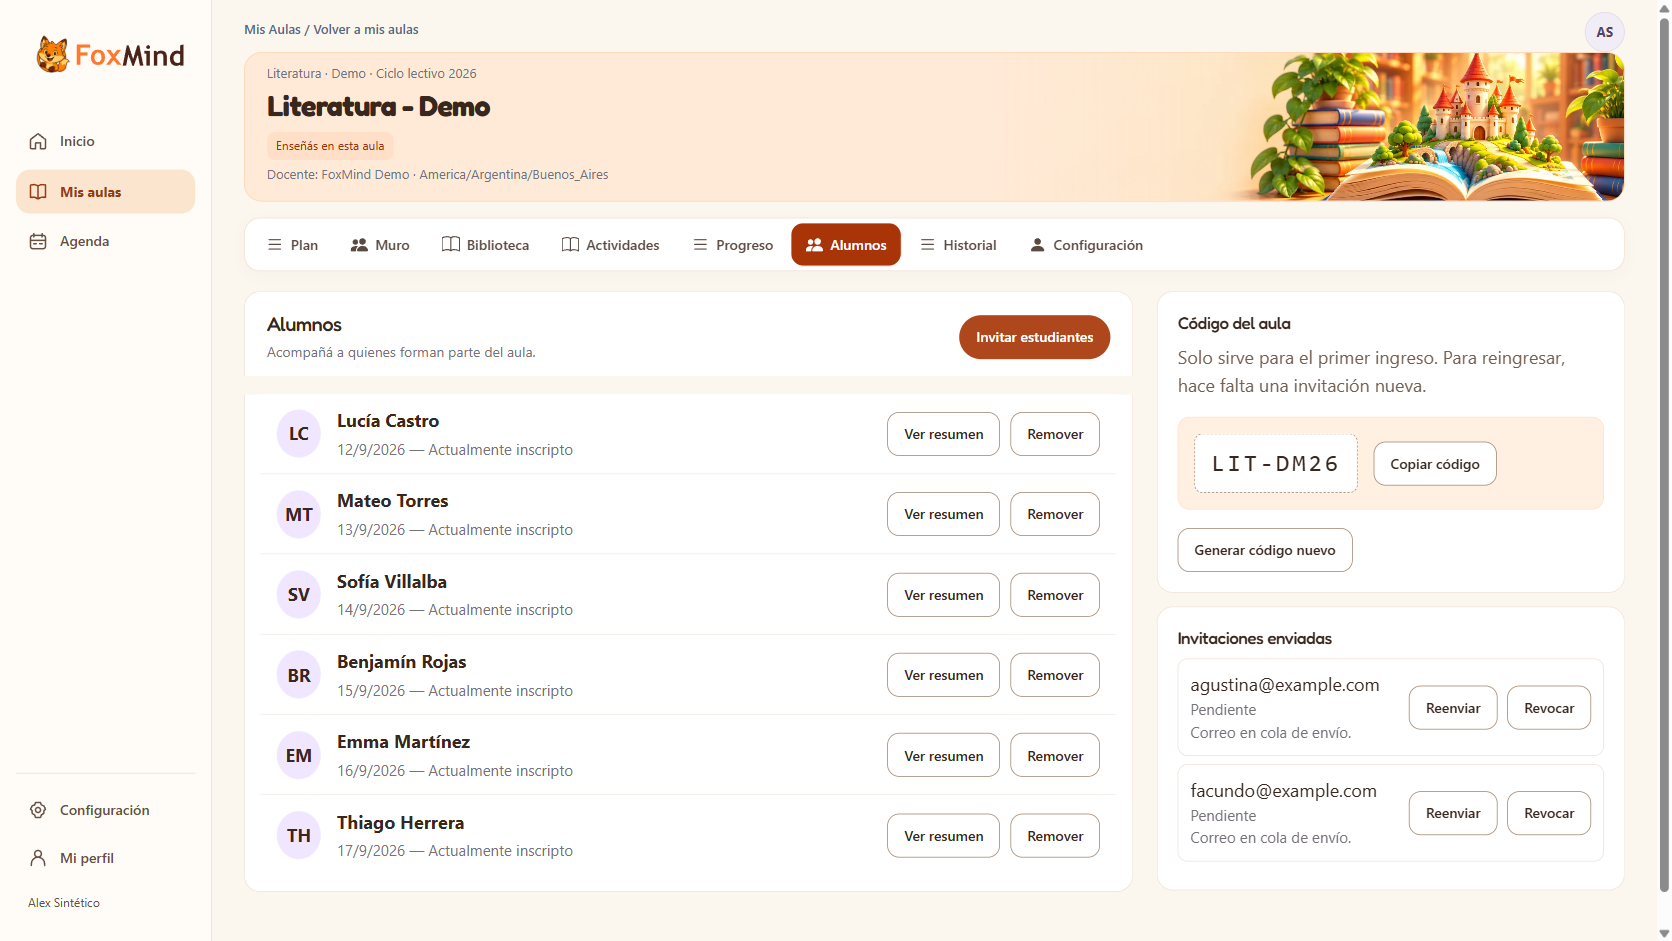 FoxMind
Inicio
Mis aulas
Agenda
Configuración
Mi perfil
Alex Sintético
Mis Aulas / Volver a mis aulas
AS
Literatura · Demo · Ciclo lectivo 2026
Literatura - Demo
Enseñás en esta aula
Docente: FoxMind Demo · America/Argentina/Buenos_Aires
Plan
Muro
Biblioteca
Actividades
Progreso
Alumnos
Historial
Configuración
Alumnos
Acompañá a quienes forman parte del aula.
Invitar estudiantes
LC
Lucía Castro
12/9/2026 — Actualmente inscripto
Ver resumen
Remover
MT
Mateo Torres
13/9/2026 — Actualmente inscripto
Ver resumen
Remover
SV
Sofía Villalba
14/9/2026 — Actualmente inscripto
Ver resumen
Remover
BR
Benjamín Rojas
15/9/2026 — Actualmente inscripto
Ver resumen
Remover
EM
Emma Martínez
16/9/2026 — Actualmente inscripto
Ver resumen
Remover
TH
Thiago Herrera
17/9/2026 — Actualmente inscripto
Ver resumen
Remover
Código del aula
Solo sirve para el primer ingreso. Para reingresar,
hace falta una invitación nueva.
LIT-DM26
Copiar código
Generar código nuevo
Invitaciones enviadas
agustina@example.com
Pendiente
Correo en cola de envío.
Reenviar
Revocar
facundo@example.com
Pendiente
Correo en cola de envío.
Reenviar
Revocar